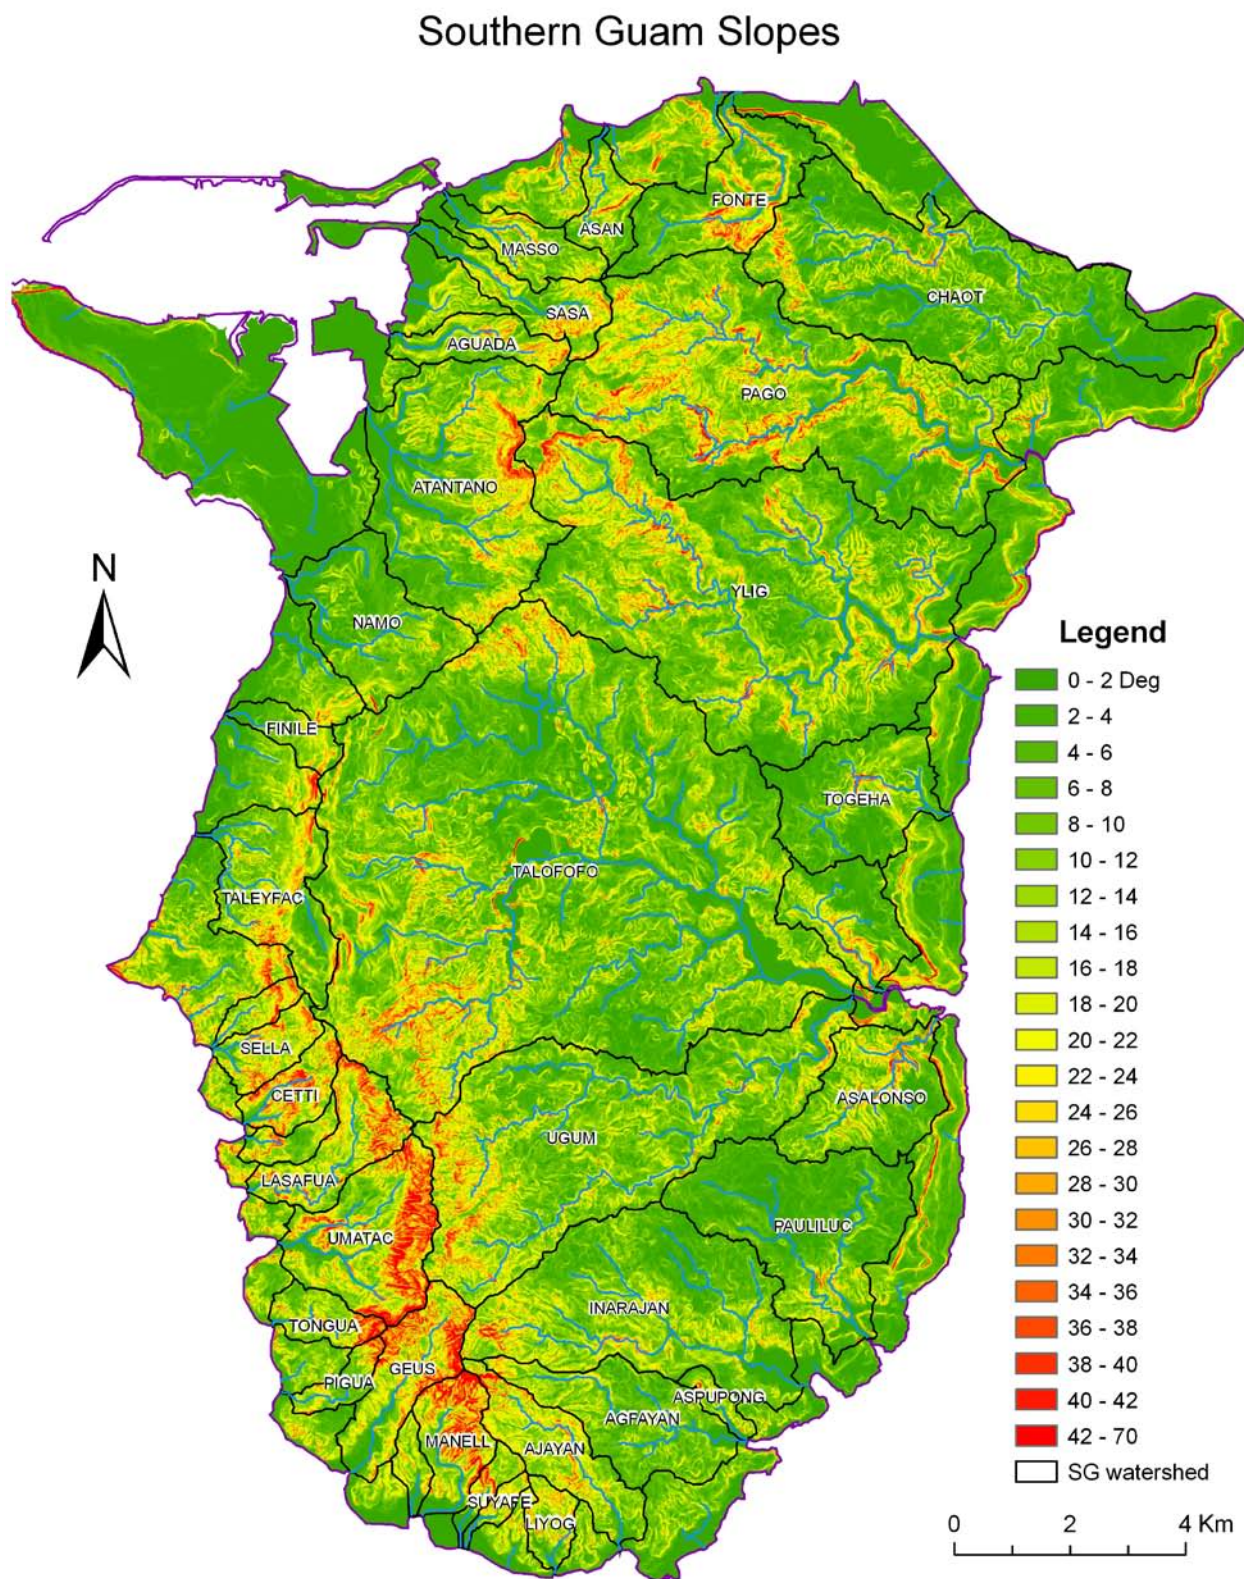 Southern Guam Slopes
FONTE
ASAN
MASSO
CHAOT
SASA
AGUADA
PAGO
ATANTANO
N
YLIG
NAMO
Legend
0 - 2 Deg
2 - 4
4 - 6
6 - 8
8 - 10
10 - 12
12 - 14
14 - 16
16 - 18
18 - 20
20 - 22
22 - 24
24 - 26
26 - 28
28 - 30
30 - 32
32 - 34
34 - 36
36 - 38
38 - 40
40 - 42
42 - 70
SG watershed
0 2 4 Km
FINILE
TOGEHA
TALOFOFO
TALEYFAC
SELLA
CETTI
ASALONSO
UGUM
LASAFUA
PAULILUC
UMATAC
INARAJAN
TONGUA
GEUS
PIGUA
ASPUPONG
AGFAYAN
MANELL
AJAYAN
SUYAFE
LIYOG